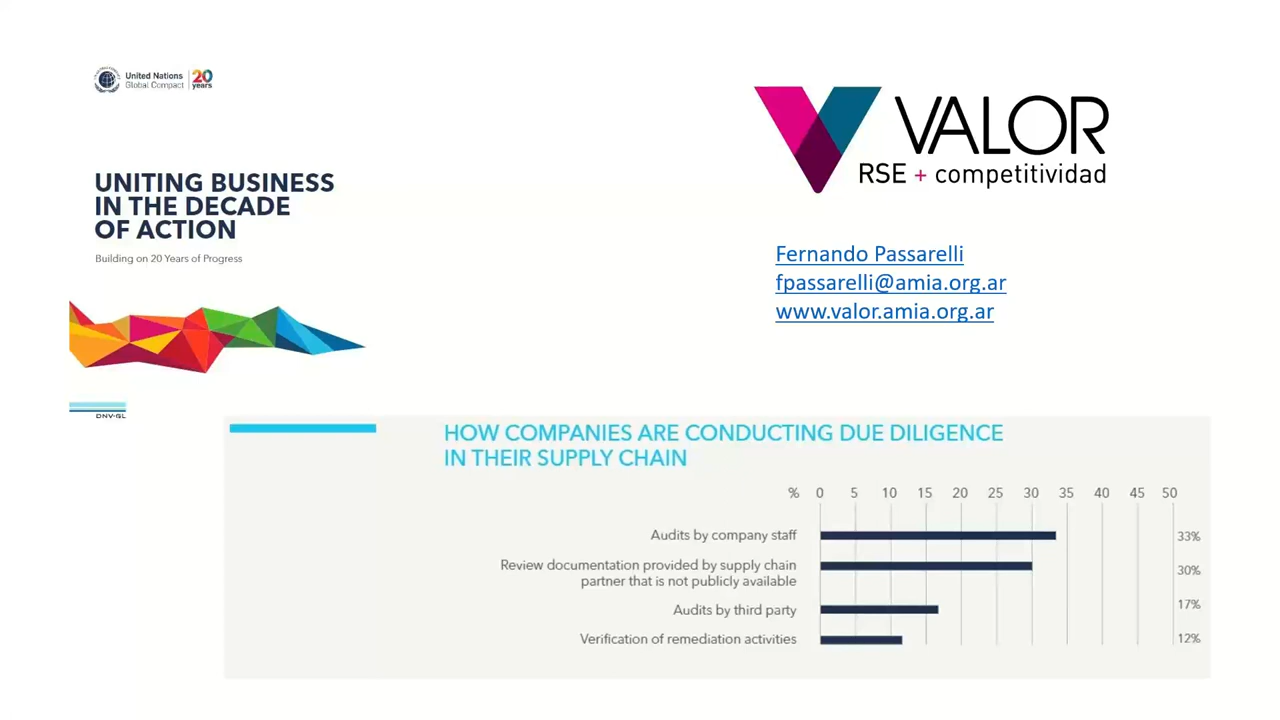 United Nations
Global Compact
20
years
UNITING BUSINESS
IN THE DECADE
OF ACTION
Building on 20 Years of Progress
DNV·GL
VALOR
RSE + competitividad
Fernando Passarelli
fpassarelli@amia.org.ar
www.valor.amia.org.ar
HOW COMPANIES ARE CONDUCTING DUE DILIGENCE
IN THEIR SUPPLY CHAIN
% 0 5 10 15 20 25 30 35 40 45 50
Audits by company staff 33%
Review documentation provided by supply chain
partner that is not publicly available 30%
Audits by third party 17%
Verification of remediation activities 12%